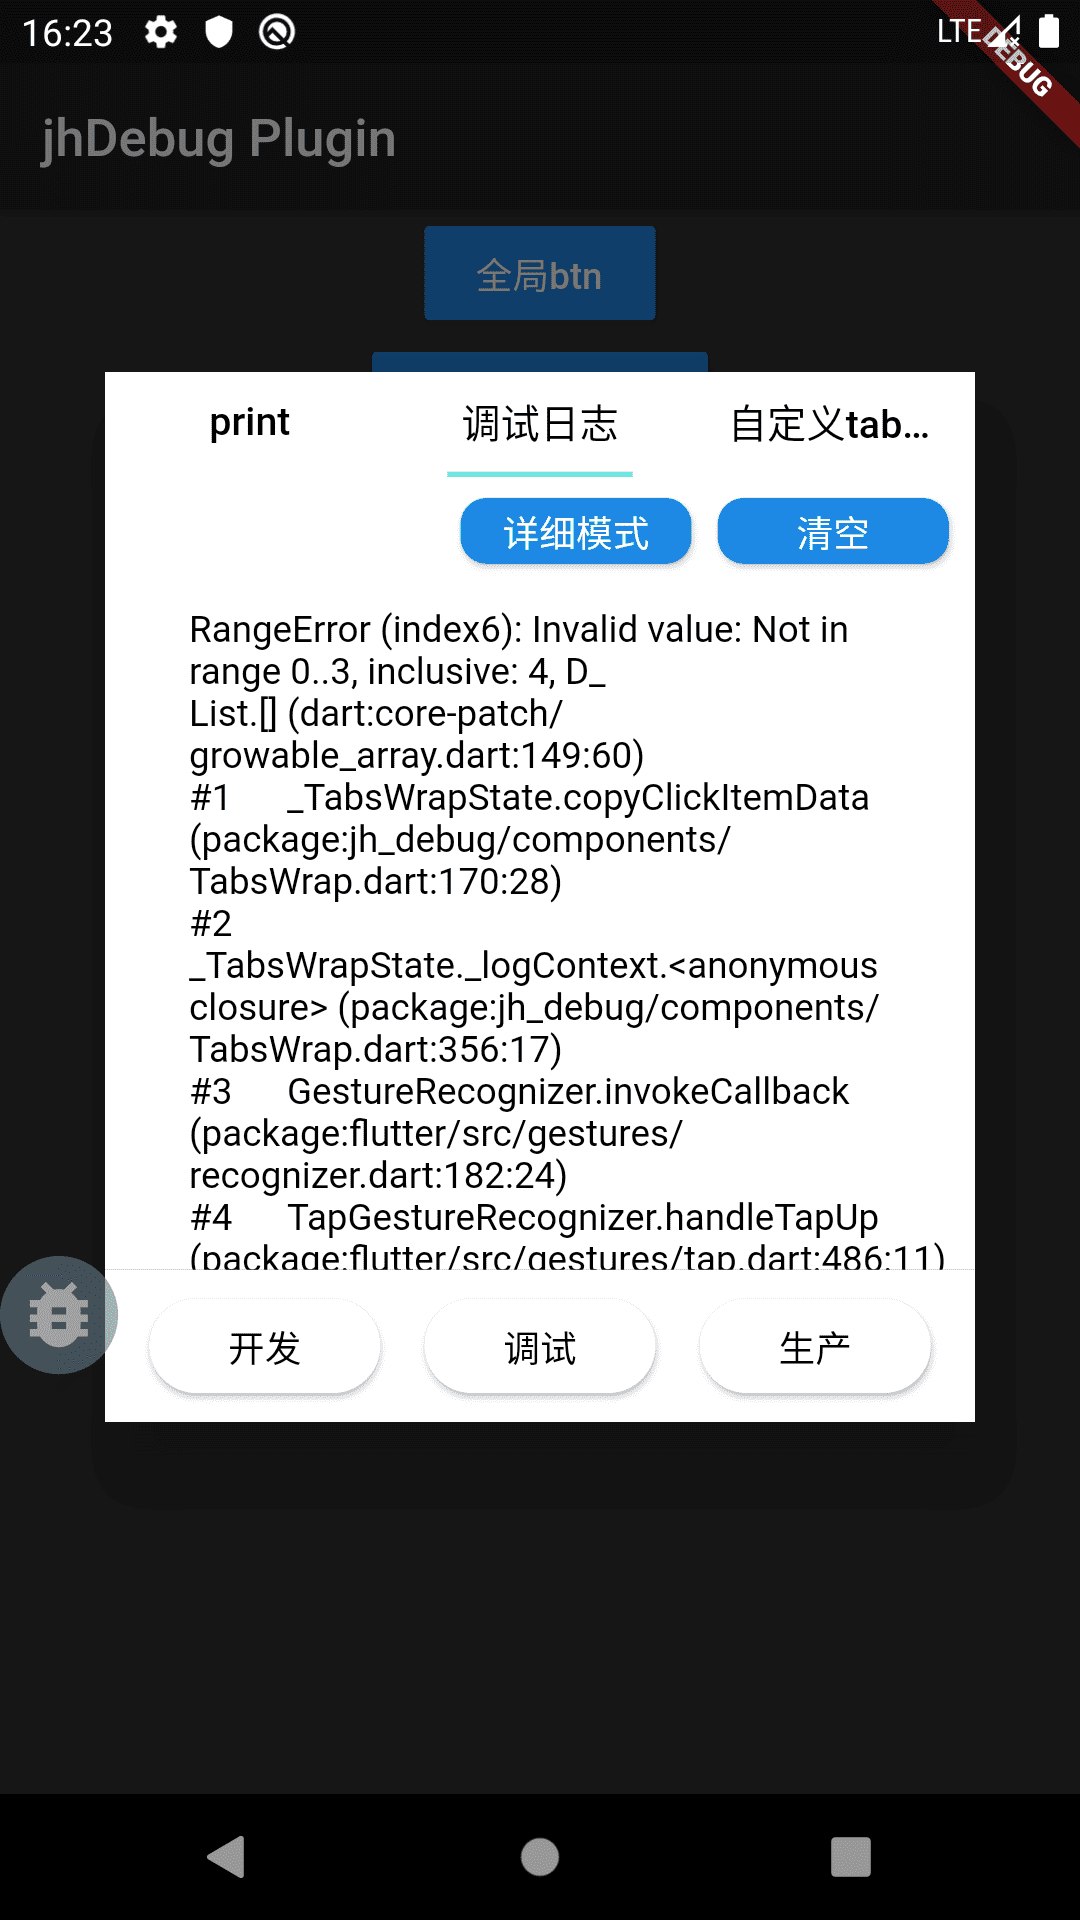 16:23
LTE
DEBUG
jhDebug Plugin
全局btn
print
调试日志
自定义tab...
详细模式
清空
RangeError (index6): Invalid value: Not in
range 0..3, inclusive: 4, D_
List.[] (dart:core-patch/
growable_array.dart:149:60)
#1 _TabsWrapState.copyClickItemData
(package:jh_debug/components/
TabsWrap.dart:170:28)
#2
_TabsWrapState._logContext.<anonymous
closure> (package:jh_debug/components/
TabsWrap.dart:356:17)
#3 GestureRecognizer.invokeCallback
(package:flutter/src/gestures/
recognizer.dart:182:24)
#4 TapGestureRecognizer.handleTapUp
(package:flutter/src/gestures/tap.dart:486:11)
开发
调试
生产